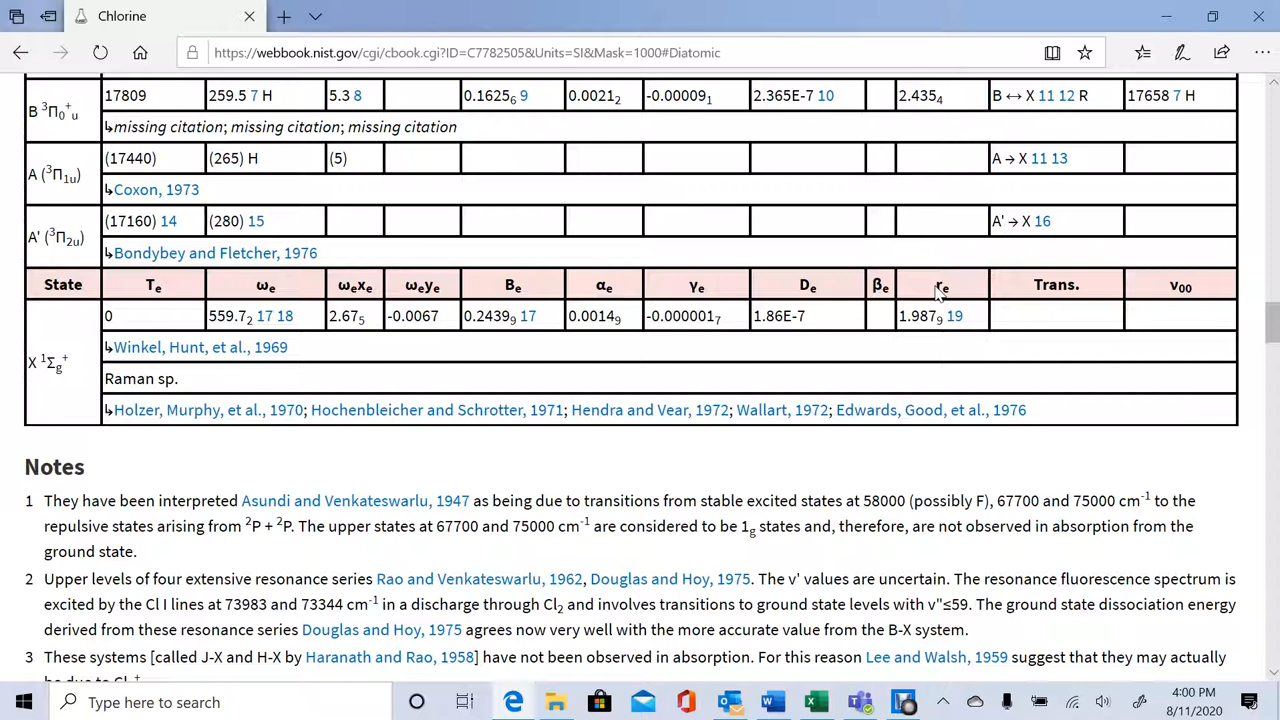 Chlorine
https://webbook.nist.gov/cgi/cbook.cgi?ID=C7782505&Units=SI&Mask=1000#Diatomic
B ³Π₀⁺ᵤ 17809 259.5 7 H 5.3 8 0.1625₆ 9 0.0021₂ -0.00009₁ 2.365E-7 10 2.435₄ B ↔ X 11 12 R 17658 7 H
↳missing citation; missing citation; missing citation
A (³Π₁ᵤ) (17440) (265) H (5) A → X 11 13
↳Coxon, 1973
A' (³Π₂ᵤ) (17160) 14 (280) 15 A' → X 16
↳Bondybey and Fletcher, 1976
State Tₑ ωₑ ωₑxₑ ωₑyₑ Bₑ αₑ γₑ Dₑ βₑ rₑ Trans. ν₀₀
X ¹Σg⁺ 0 559.7₂ 17 18 2.67₅ -0.0067 0.2439₉ 17 0.0014₉ -0.000001₇ 1.86E-7 1.987₉ 19
↳Winkel, Hunt, et al., 1969
Raman sp.
↳Holzer, Murphy, et al., 1970; Hochenbleicher and Schrotter, 1971; Hendra and Vear, 1972; Wallart, 1972; Edwards, Good, et al., 1976
Notes
1 They have been interpreted Asundi and Venkateswarlu, 1947 as being due to transitions from stable excited states at 58000 (possibly F), 67700 and 75000 cm⁻¹ to the
repulsive states arising from ²P + ²P. The upper states at 67700 and 75000 cm⁻¹ are considered to be 1g states and, therefore, are not observed in absorption from the
ground state.
2 Upper levels of four extensive resonance series Rao and Venkateswarlu, 1962, Douglas and Hoy, 1975. The v' values are uncertain. The resonance fluorescence spectrum is
excited by the Cl I lines at 73983 and 73344 cm⁻¹ in a discharge through Cl₂ and involves transitions to ground state levels with v"≤59. The ground state dissociation energy
derived from these resonance series Douglas and Hoy, 1975 agrees now very well with the more accurate value from the B-X system.
3 These systems [called J-X and H-X by Haranath and Rao, 1958] have not been observed in absorption. For this reason Lee and Walsh, 1959 suggest that they may actually
be due to Cl₂⁺
Type here to search
4:00 PM
8/11/2020